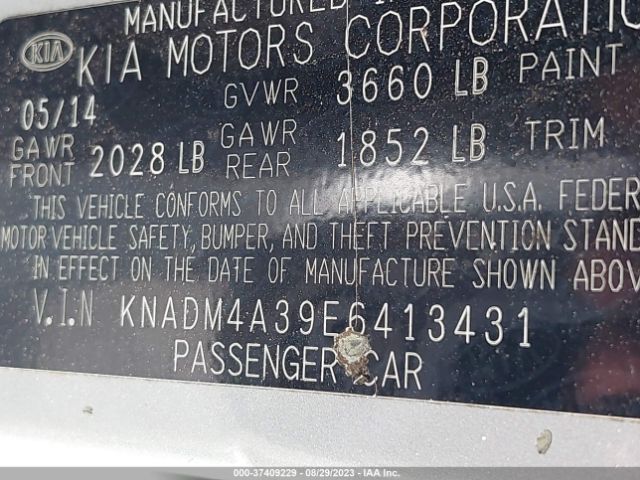 MANUFACTURED
KIA KIA MOTORS CORPORATIO
05/14 GVWR 3660 LB PAINT
GAWR FRONT 2028 LB GAWR REAR 1852 LB TRIM
THIS VEHICLE CONFORMS TO ALL APPLICABLE U.S.A. FEDER
MOTOR VEHICLE SAFETY, BUMPER, AND THEFT PREVENTION STAND
IN EFFECT ON THE DATE OF MANUFACTURE SHOWN ABOV
V.I.N KNADM4A39E6413431
PASSENGER CAR
000-37409229 - 08/29/2023 - IAA Inc.